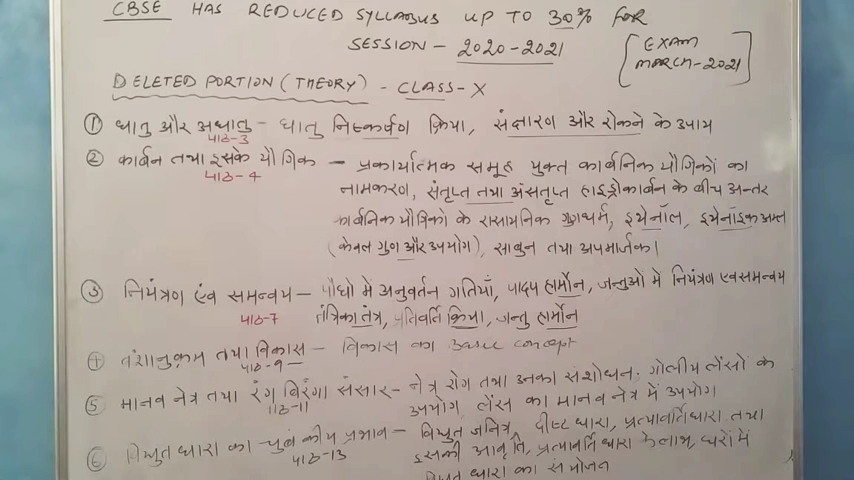 CBSE HAS REDUCED SYLLABUS UP TO 30% FOR
SESSION - 2020-2021
[EXAM
MARCH-2021]
DELETED PORTION (THEORY) - CLASS-X
① धातु और अधातु - धातु निष्कर्षण क्रिया, संक्षारण और रोकने के उपाय
पाठ-3
② कार्बन तथा इसके यौगिक - प्रकार्यात्मक समूह युक्त कार्बनिक यौगिकों का
पाठ-4
नामकरण, संतृप्त तथा असंतृप्त हाइड्रोकार्बन के बीच अन्तर
कार्बनिक यौगिकों के रासायनिक गुणधर्म, इथेनॉल, इथेनॉइक अम्ल
(केवल गुण और उपयोग), साबुन तथा अपमार्जक।
③ नियंत्रण एंव समन्वय - पौधो में अनुवर्तन गतियाँ, पादप हार्मोन, जन्तुओं में नियंत्रण एवं समन्वय
पाठ-7
तंत्रिका तंत्र, प्रतिवर्ति क्रिया, जन्तु हार्मोन
④ वंशानुक्रम तथा विकास - विकास का basic concept
पाठ-9
⑤ मानव नेत्र तथा रंग बिरंगा संसार - नेत्र रोग तथा उनका संशोधन, गोलीय लेंसो के
पाठ-11
उपयोग, लेंस का मानव नेत्र में उपयोग
⑥ विद्युत धारा का चुबंकीय प्रभाव - विद्युत जनित्र, दिष्ट धारा, प्रत्यावर्ति धारा तथा
पाठ-13
इसकी आवृति, प्रत्यावर्ति धारा के लाभ, घरों में
विद्युत धारा का संयोजन